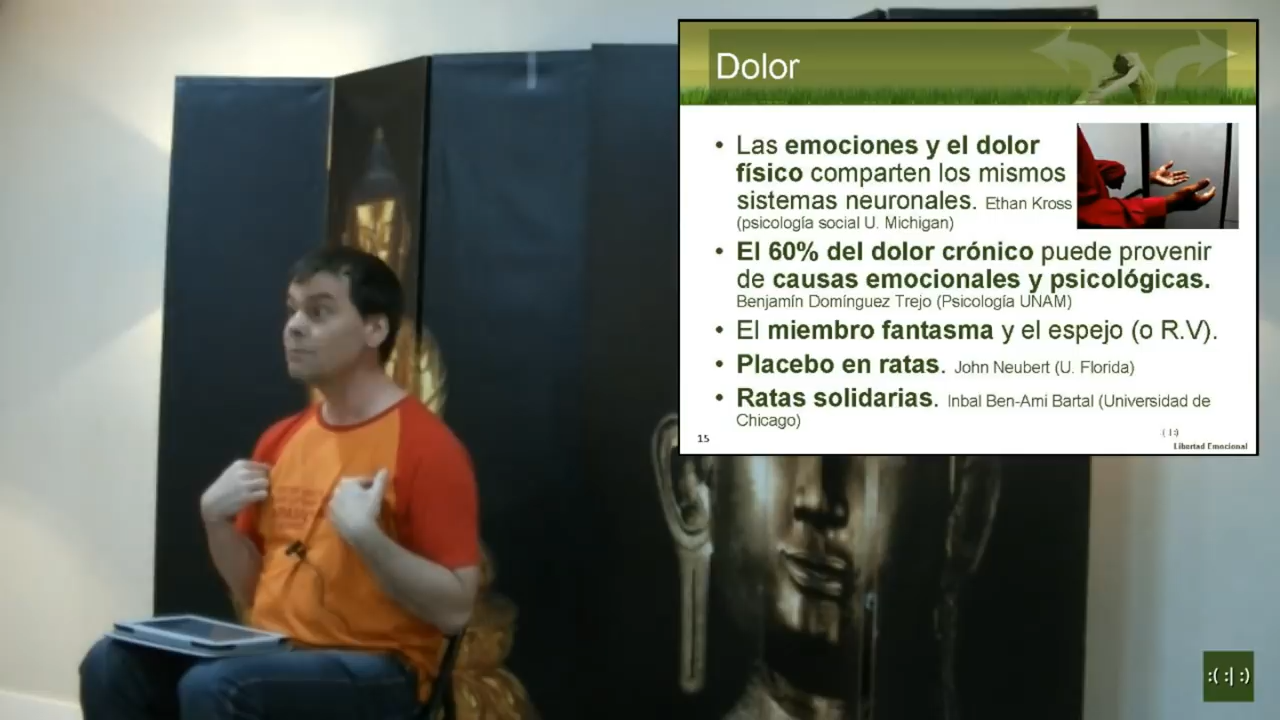 Dolor
• Las emociones y el dolor
físico comparten los mismos
sistemas neuronales. Ethan Kross
(psicología social U. Michigan)
• El 60% del dolor crónico puede provenir
de causas emocionales y psicológicas.
Benjamín Domínguez Trejo (Psicología UNAM)
• El miembro fantasma y el espejo (o R.V).
• Placebo en ratas. John Neubert (U. Florida)
• Ratas solidarias. Inbal Ben-Ami Bartal (Universidad de
Chicago)
15
:( |:)
Libertad Emocional
:( :| :)